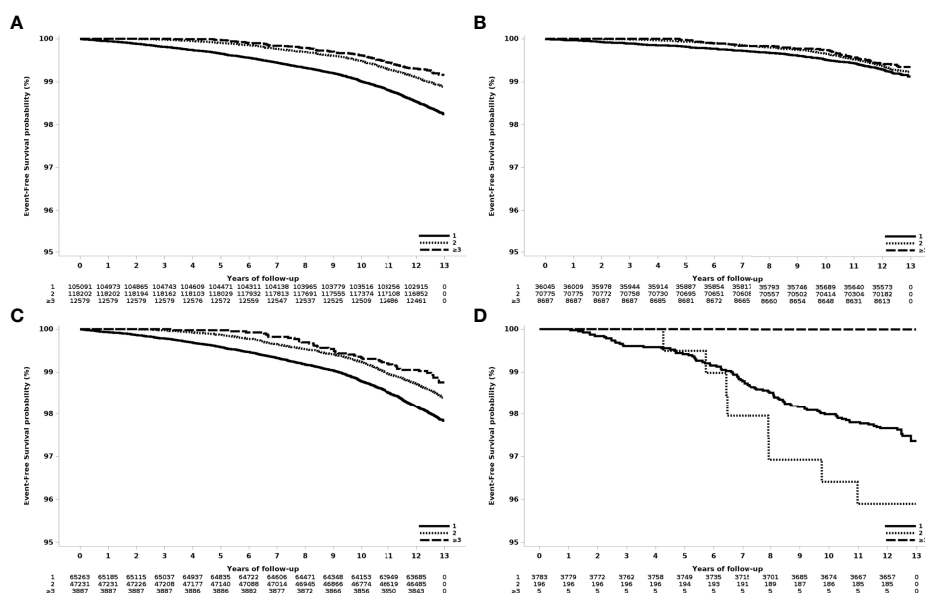 A
Event-Free Survival probability (%)
100
99
98
97
96
95
1
2
≥3
0 1 2 3 4 5 6 7 8 9 10 11 12 13
Years of follow-up
1 105091 104973 104865 104743 104609 104471 104311 104138 103965 103779 103516 103256 102915 0
2 118202 118202 118194 118162 118103 118029 117932 117813 117691 117555 117374 117108 116852 0
≥3 12579 12579 12579 12576 12576 12572 12559 12547 12537 12525 12509 12486 12461 0
B
Event-Free Survival probability (%)
100
99
98
97
96
95
1
2
≥3
0 1 2 3 4 5 6 7 8 9 10 11 12 13
Years of follow-up
1 36045 36009 35978 35944 35914 35887 35854 35817 35793 35746 35689 35640 35573 0
2 70775 70775 70772 70758 70730 70695 70651 70557 70502 70414 70304 70182 0
≥3 8687 8687 8687 8685 8682 8681 8672 8665 8660 8654 8648 8631 8613 0
C
Event-Free Survival probability (%)
100
99
98
97
96
95
1
2
≥3
0 1 2 3 4 5 6 7 8 9 10 11 12 13
Years of follow-up
1 65263 65185 65115 65037 64937 64835 64722 64606 64471 64348 64153 63949 63685 0
2 47231 47231 47226 47208 47177 47140 47088 47014 46945 46866 46774 46619 46485 0
≥3 3887 3887 3887 3887 3886 3886 3882 3877 3872 3866 3856 3850 3843 0
D
Event-Free Survival probability (%)
100
99
98
97
96
95
1
2
≥3
0 1 2 3 4 5 6 7 8 9 10 11 12 13
Years of follow-up
1 3783 3779 3772 3762 3758 3749 3735 3715 3701 3685 3674 3667 3657 0
2 196 196 196 196 196 194 193 191 189 187 186 185 185 0
≥3 5 5 5 5 5 5 5 5 5 5 5 5 5 0